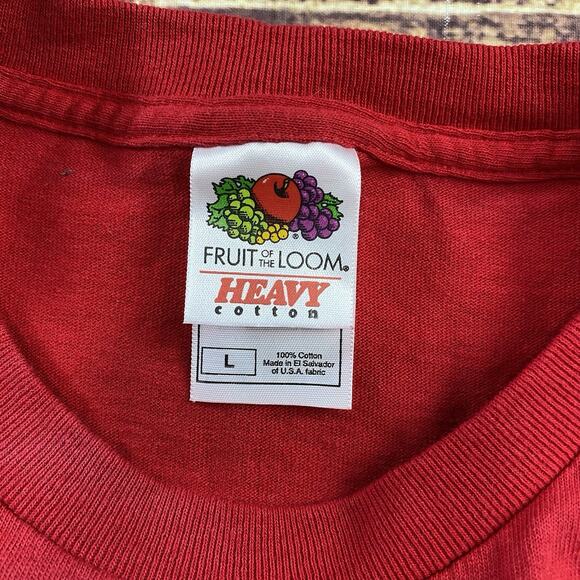 FRUIT OF THE LOOM®
HEAVY
cotton
L
100% Cotton
Made in El Salvador
of U.S.A. fabric